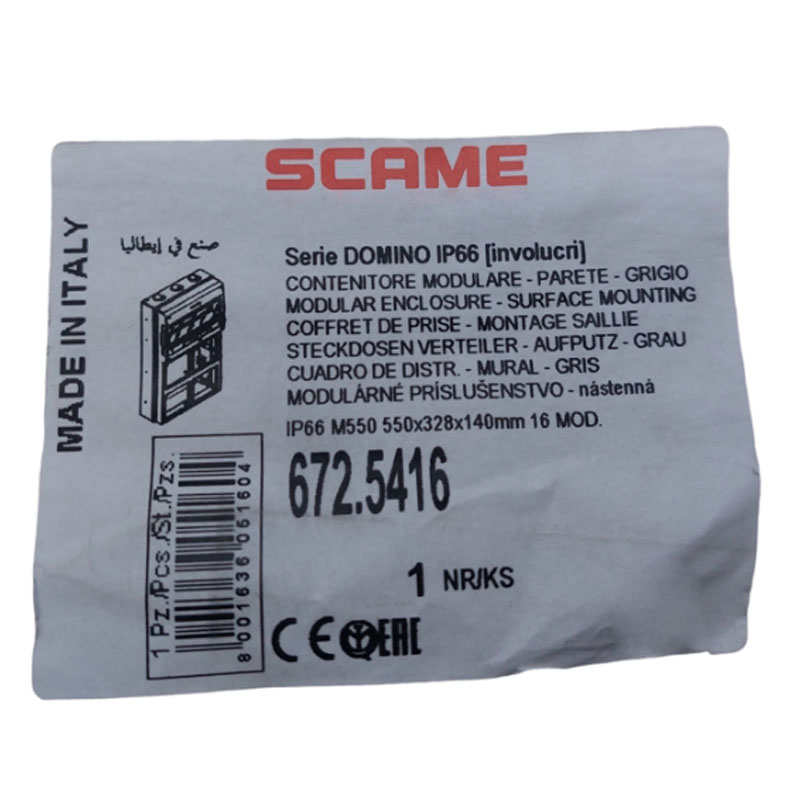 SCAME
MADE IN ITALY
صنع في إيطاليا
Serie DOMINO IP66 [involucri]
CONTENITORE MODULARE - PARETE - GRIGIO
MODULAR ENCLOSURE - SURFACE MOUNTING
COFFRET DE PRISE - MONTAGE SAILLIE
STECKDOSEN VERTEILER - AUFPUTZ - GRAU
CUADRO DE DISTR. - MURAL - GRIS
MODULÁRNÉ PRÍSLUŠENSTVO - nástenná
IP66 M550 550x328x140mm 16 MOD.
672.5416
1 Pz./Pcs./St./Pzs.
8 001636 051604
1 NR/KS
CE EAC